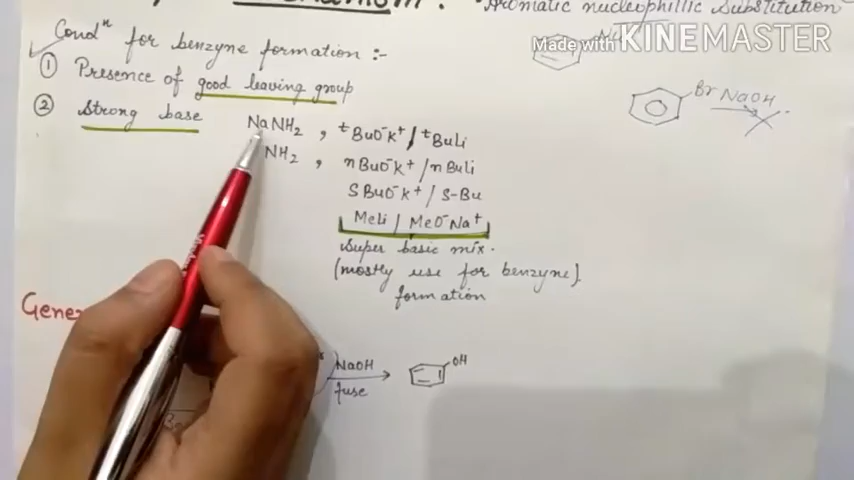 "Aromatic nucleophillic Substitution
Made with KINEMASTER
Condⁿ for benzyne formation :-
① Presence of good leaving group
② Strong base
NaNH₂ , ᵗBuO⁻K⁺ / ᵗBuLi
NH₂ , nBuO⁻K⁺ / nBuLi
SBuO⁻K⁺ / S-Bu
MeLi / MeO⁻Na⁺
Super basic mix.
(mostly use for benzyne)
formation
Br NaOH
NaOH
fuse
OH